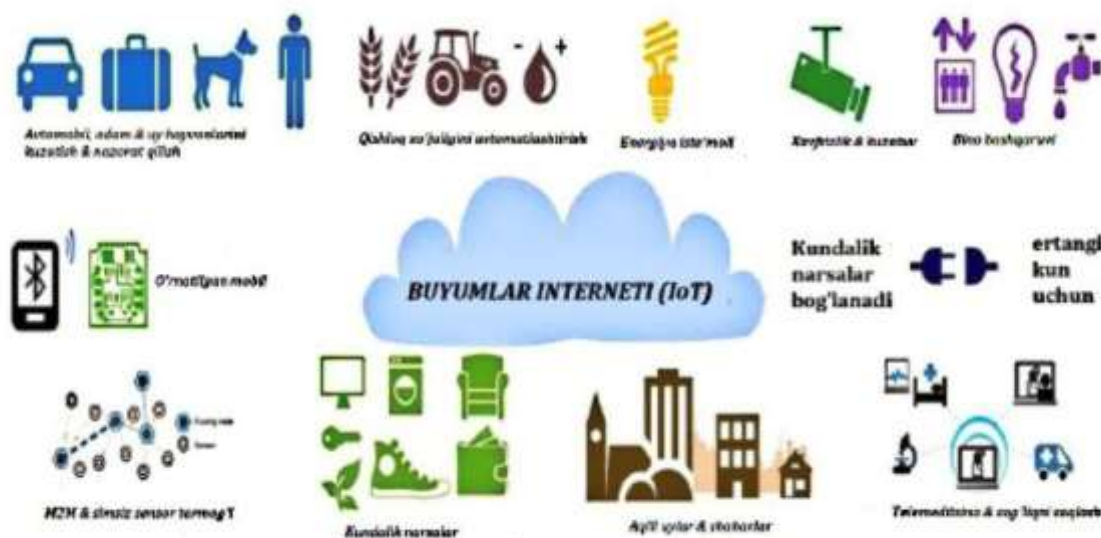 Avtomobil, odam & uy hayvonlarini
kuzatish & nazorat qilish
Qishloq xo'jaligini avtomatlashtirish
Energiya iste'moli
Xavfsizlik & kuzatuv
Bino boshqaruvi
O'rnatilgan mobil
BUYUMLAR INTERNETI (IoT)
Kundalik
narsalar
bog'lanadi
ertangi
kun
uchun
M2M & simsiz sensor tarmog'i
Kundalik narsalar
Aqlli uylar & shaharlar
Telemeditsina & sog'liqni saqlash